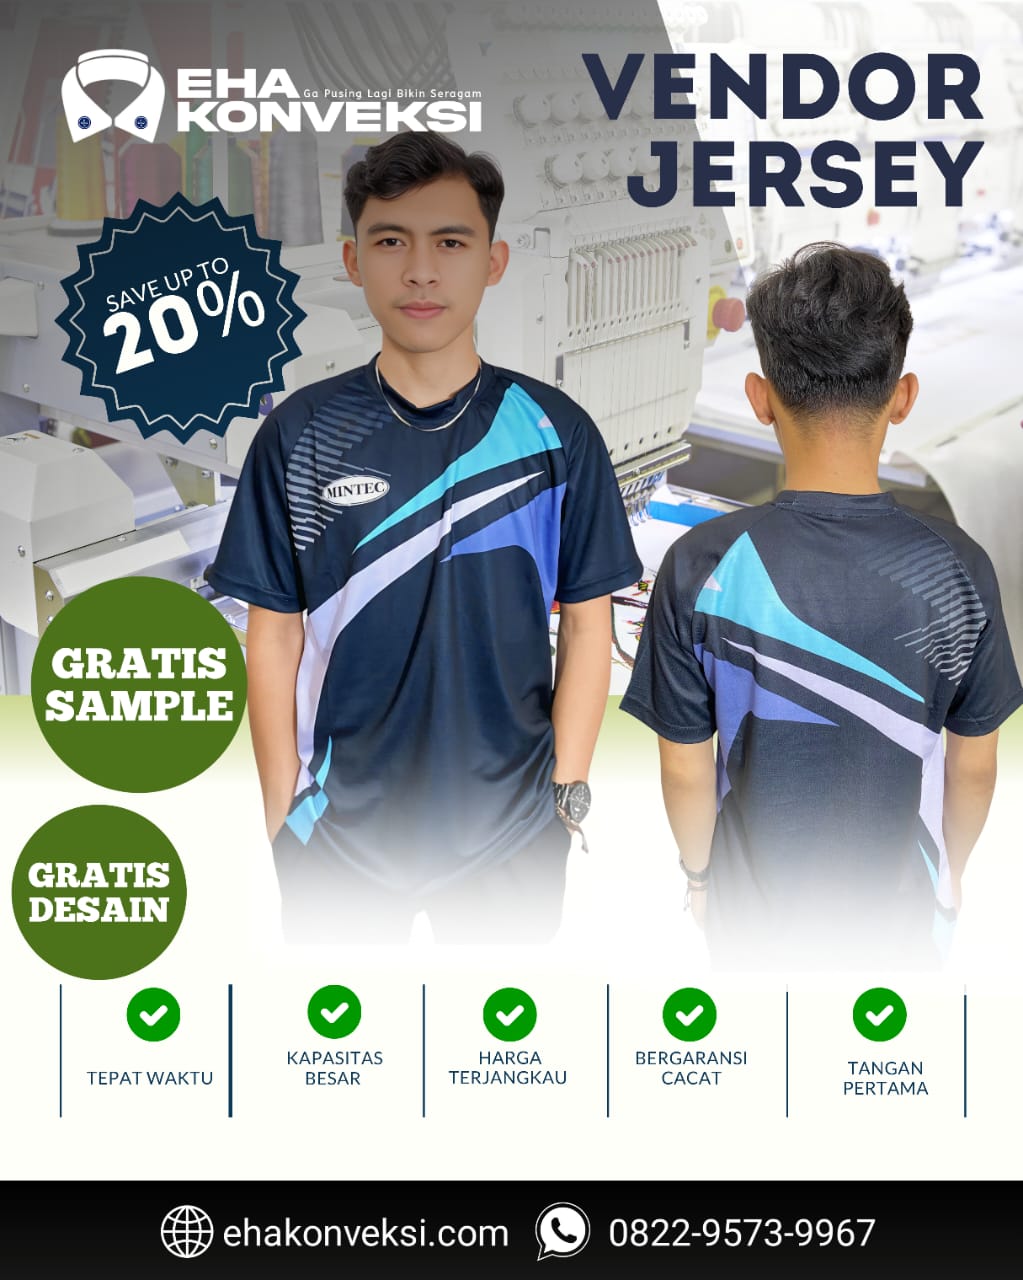 EHA
Ga Pusing Lagi Bikin Seragam
KONVEKSI
VENDOR
JERSEY
SAVE UP TO
20%
MINTEC
GRATIS
SAMPLE
GRATIS
DESAIN
TEPAT WAKTU
KAPASITAS
BESAR
HARGA
TERJANGKAU
BERGARANSI
CACAT
TANGAN
PERTAMA
ehakonveksi.com
0822-9573-9967